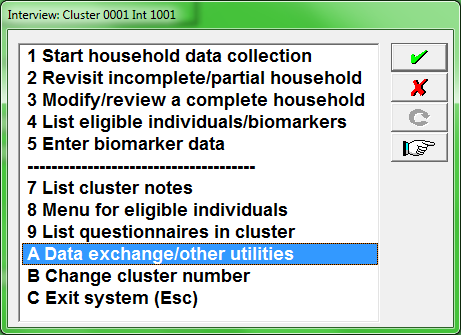 Interview: Cluster 0001 Int 1001
1 Start household data collection
2 Revisit incomplete/partial household
3 Modify/review a complete household
4 List eligible individuals/biomarkers
5 Enter biomarker data
-----------------------------------
7 List cluster notes
8 Menu for eligible individuals
9 List questionnaires in cluster
A Data exchange/other utilities
B Change cluster number
C Exit system (Esc)